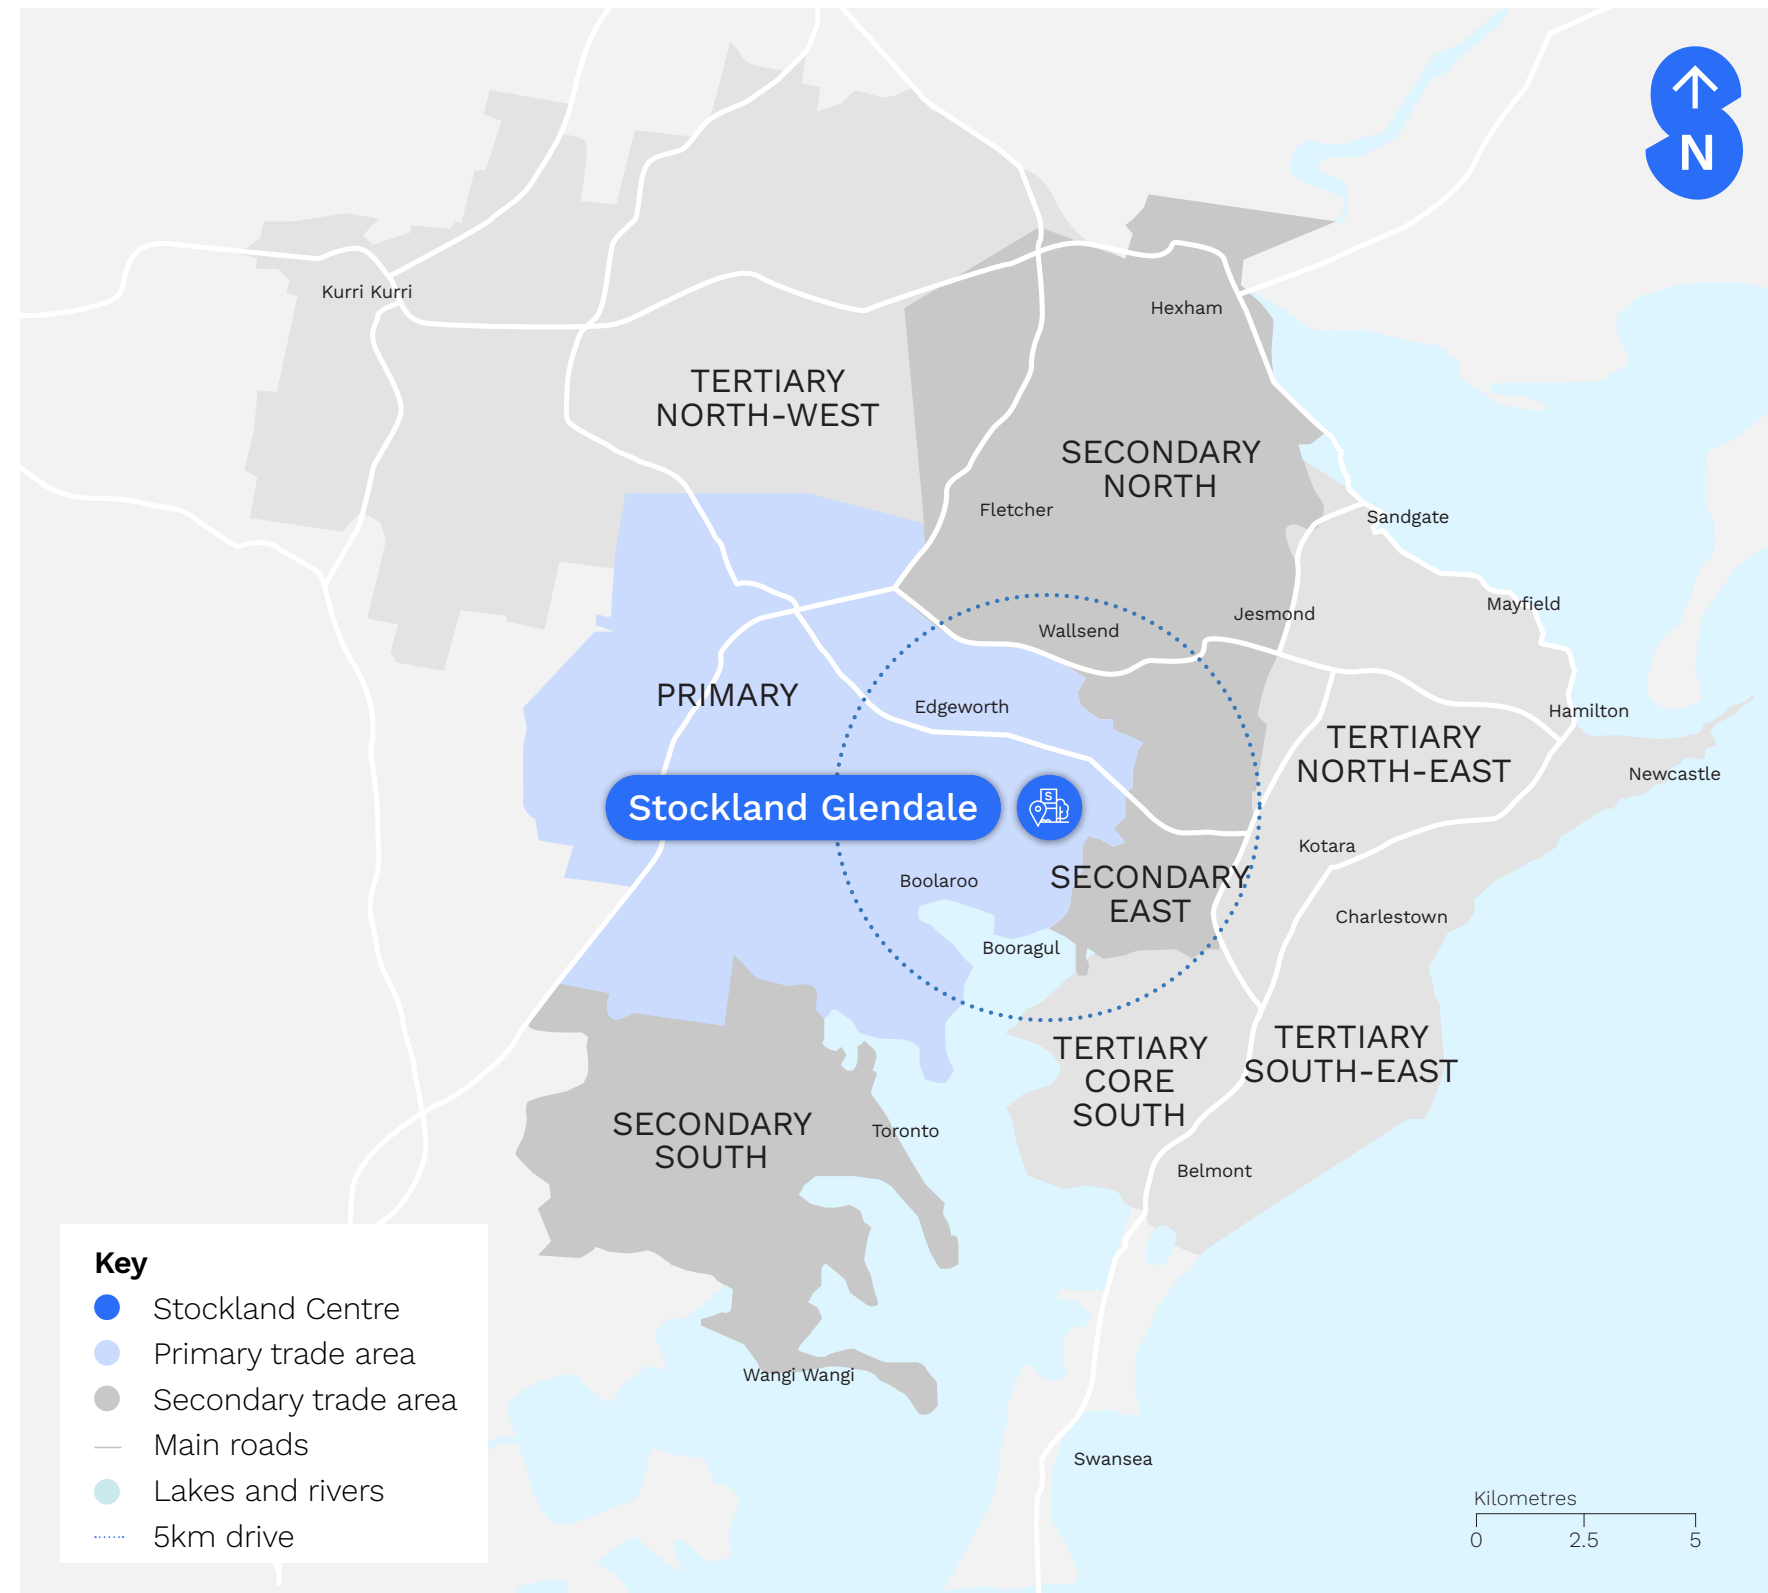 N
Kurri Kurri
Hexham
TERTIARY
NORTH-WEST
SECONDARY
NORTH
Fletcher
Sandgate
Mayfield
Jesmond
Wallsend
PRIMARY
Edgeworth
Hamilton
TERTIARY
NORTH-EAST
Newcastle
Stockland Glendale
S
Kotara
Boolaroo
SECONDARY
EAST
Charlestown
Booragul
TERTIARY
CORE
SOUTH
TERTIARY
SOUTH-EAST
SECONDARY
SOUTH
Toronto
Belmont
Wangi Wangi
Swansea
Key
Stockland Centre
Primary trade area
Secondary trade area
Main roads
Lakes and rivers
5km drive
Kilometres
0 2.5 5